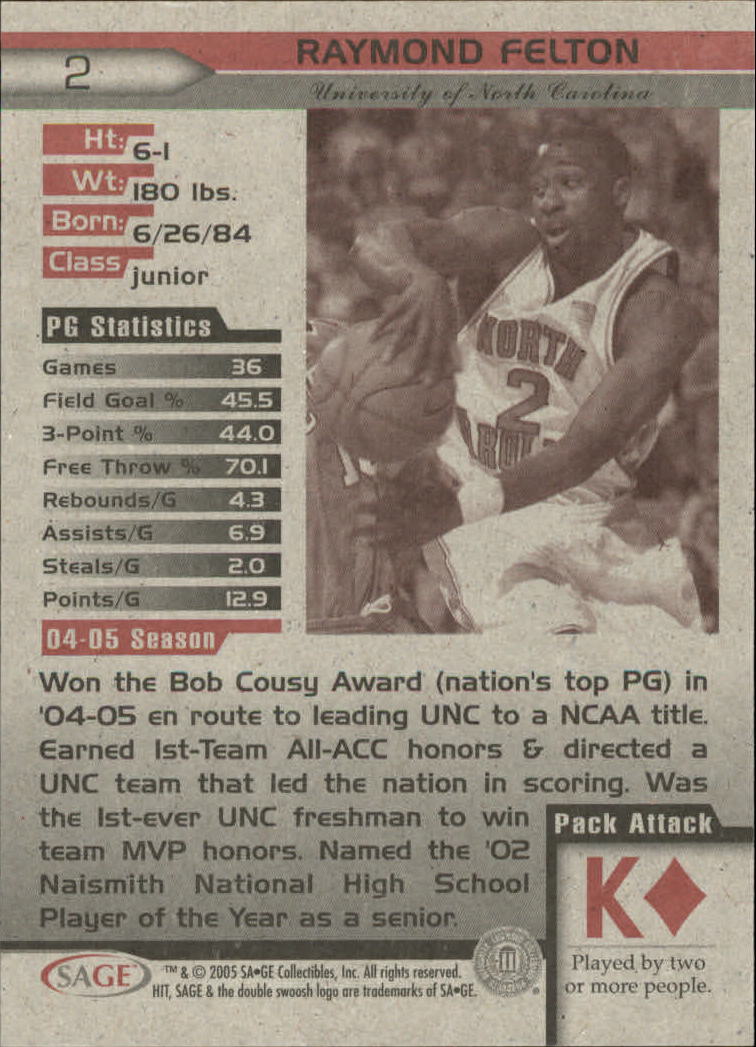 2
RAYMOND FELTON
University of North Carolina
Ht: 6-1
Wt: 180 lbs.
Born: 6/26/84
Class junior
NORTH
2
AROL
PG Statistics
Games 36
Field Goal % 45.5
3-Point % 44.0
Free Throw % 70.1
Rebounds/G 4.3
Assists/G 6.9
Steals/G 2.0
Points/G 12.9
04-05 Season
Won the Bob Cousy Award (nation's top PG) in
'04-05 en route to leading UNC to a NCAA title.
Earned 1st-Team All-ACC honors & directed a
UNC team that led the nation in scoring. Was
the 1st-ever UNC freshman to win
team MVP honors. Named the '02
Naismith National High School
Player of the Year as a senior.
Pack Attack
K♦
Played by two
or more people.
SAGE™
™ & © 2005 SA•GE Collectibles, Inc. All rights reserved.
HIT, SAGE & the double swoosh logo are trademarks of SA•GE.